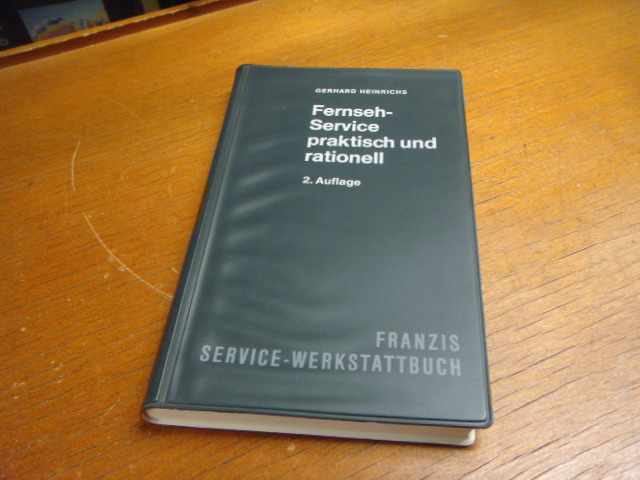 GERHARD HEINRICHS
Fernseh-
Service
praktisch und
rationell
2. Auflage
FRANZIS
SERVICE-WERKSTATTBUCH